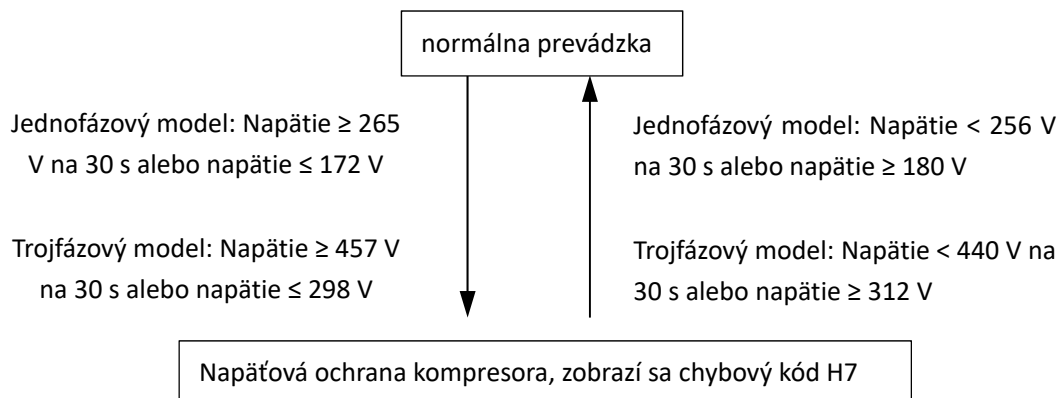 normálna prevádzka
Jednofázový model: Napätie ≥ 265
V na 30 s alebo napätie ≤ 172 V
Trojfázový model: Napätie ≥ 457 V
na 30 s alebo napätie ≤ 298 V
Jednofázový model: Napätie < 256 V
na 30 s alebo napätie ≥ 180 V
Trojfázový model: Napätie < 440 V na
30 s alebo napätie ≥ 312 V
Napäťová ochrana kompresora, zobrazí sa chybový kód H7